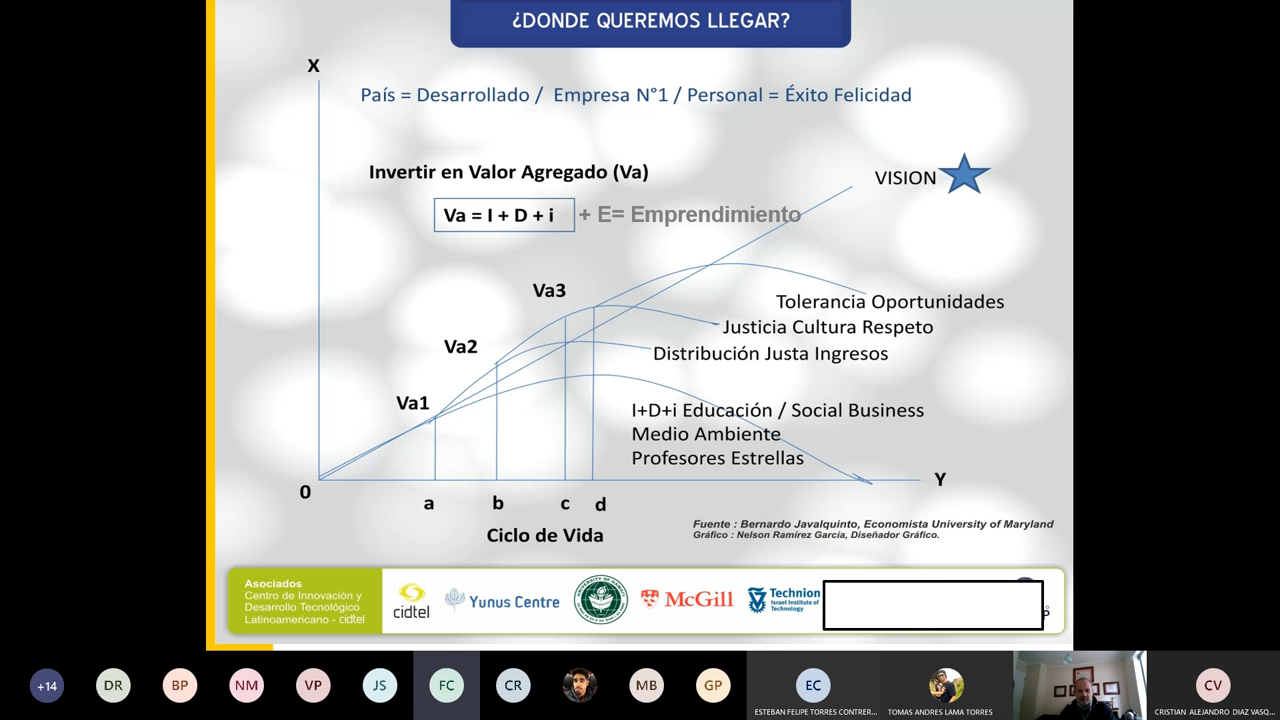 ¿DONDE QUEREMOS LLEGAR?
X
País = Desarrollado / Empresa N°1 / Personal = Éxito Felicidad
Invertir en Valor Agregado (Va)
VISION
Va = I + D + i + E= Emprendimiento
Va3
Tolerancia Oportunidades
Justicia Cultura Respeto
Va2
Distribución Justa Ingresos
Va1
I+D+i Educación / Social Business
Medio Ambiente
Profesores Estrellas
0
Y
a b c d
Ciclo de Vida
Fuente : Bernardo Javalquinto, Economista University of Maryland
Gráfico : Nelson Ramírez García, Diseñador Gráfico.
Asociados
Centro de Innovación y
Desarrollo Tecnológico
Latinoamericano - cidtel
cidtel
Yunus Centre
McGill
Technion
Israel Institute of
Technology
+14 DR BP NM VP JS FC CR MB GP EC CV
ESTEBAN FELIPE TORRES CONTRER... TOMAS ANDRES LAMA TORRES CRISTIAN ALEJANDRO DIAZ VASQ...